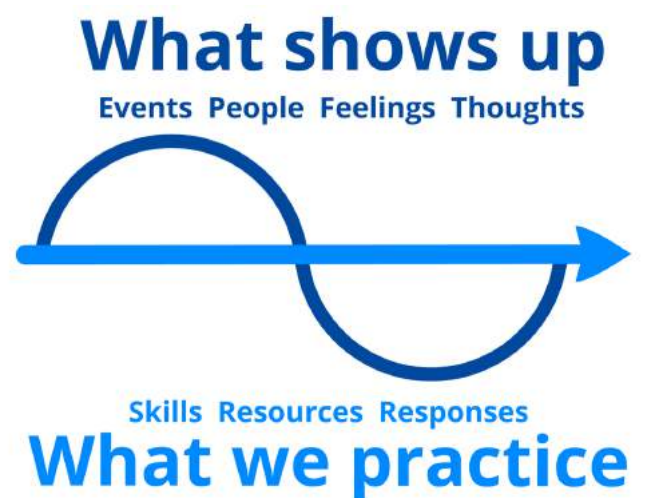 What shows up
Events People Feelings Thoughts
Skills Resources Responses
What we practice